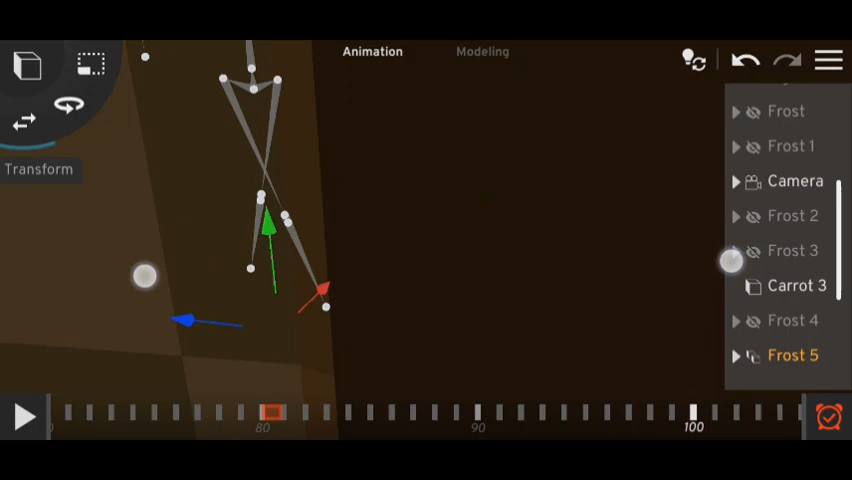 Animation
Modeling
Transform
Frost
Frost 1
Camera
Frost 2
Frost 3
Carrot 3
Frost 4
Frost 5
80
90
100